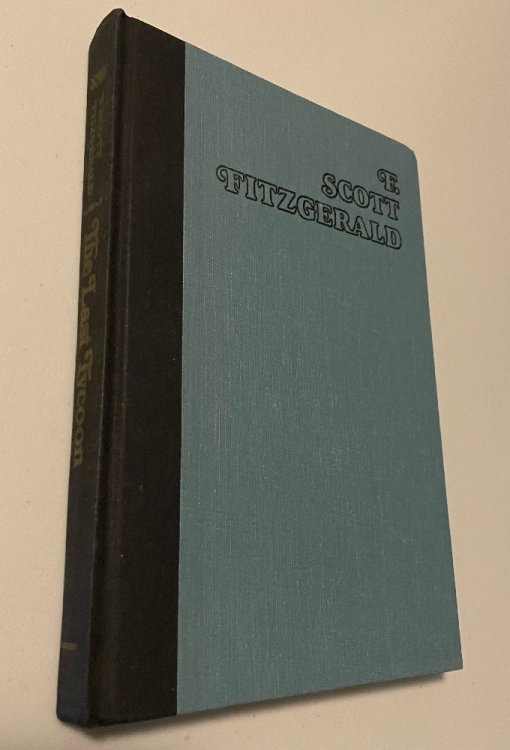 F.
SCOTT
FITZGERALD
The Last Tycoon